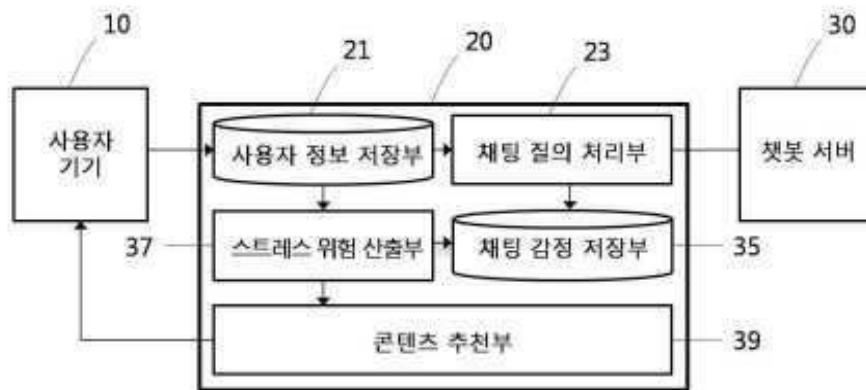 10
21
20
23
30
사용자
기기
사용자 정보 저장부
채팅 질의 처리부
챗봇 서버
37
스트레스 위험 산출부
채팅 감정 저장부
35
콘텐츠 추천부
39